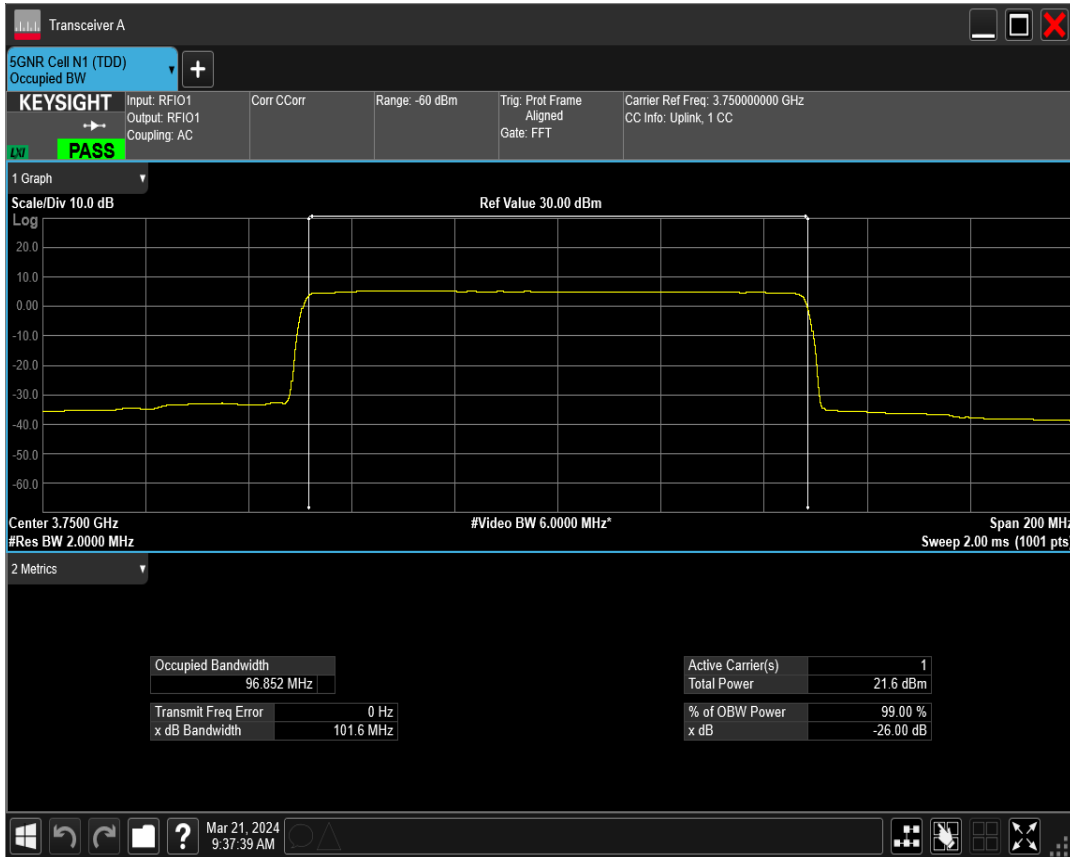 Transceiver A
5GNR Cell N1 (TDD)
Occupied BW
+
KEYSIGHT
LXI
PASS
Input: RFIO1
Output: RFIO1
Coupling: AC
Corr CCorr
Range: -60 dBm
Trig: Prot Frame
Aligned
Gate: FFT
Carrier Ref Freq: 3.750000000 GHz
CC Info: Uplink, 1 CC
1 Graph
Scale/Div 10.0 dB
Ref Value 30.00 dBm
Log
20.0
10.0
0.00
-10.0
-20.0
-30.0
-40.0
-50.0
-60.0
Center 3.7500 GHz
#Video BW 6.0000 MHz*
Span 200 MHz
#Res BW 2.0000 MHz
Sweep 2.00 ms (1001 pts)
2 Metrics
Occupied Bandwidth
96.852 MHz
Transmit Freq Error 0 Hz
x dB Bandwidth 101.6 MHz
Active Carrier(s) 1
Total Power 21.6 dBm
% of OBW Power 99.00 %
x dB -26.00 dB
?
Mar 21, 2024
9:37:39 AM